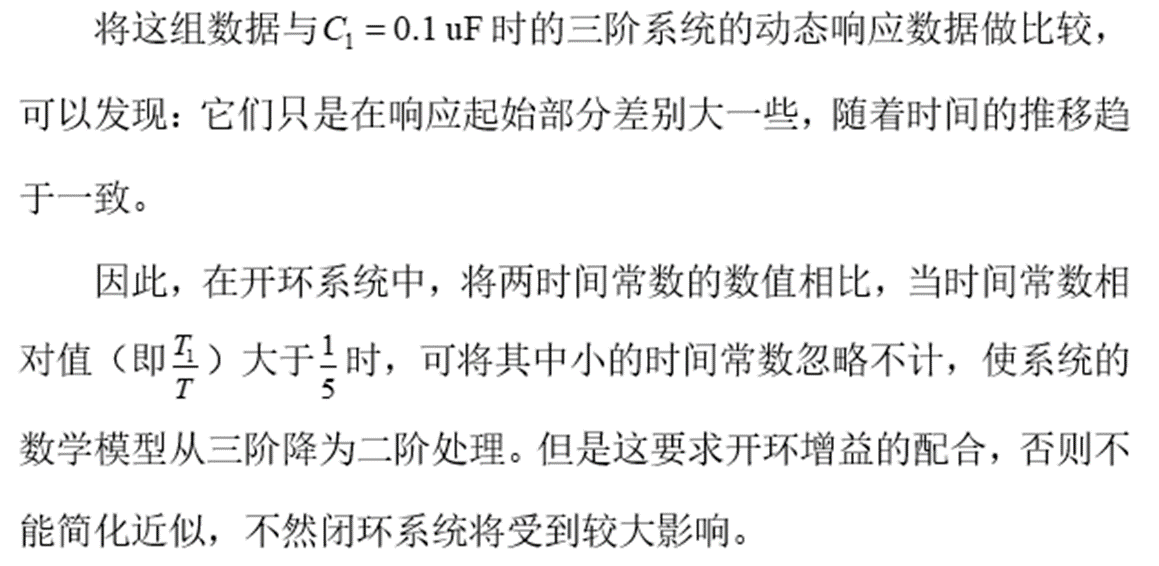 将这组数据与C₁ = 0.1 uF时的三阶系统的动态响应数据做比较，
可以发现：它们只是在响应起始部分差别大一些，随着时间的推移趋
于一致。
因此，在开环系统中，将两时间常数的数值相比，当时间常数相
对值（即T₁/T）大于1/5时，可将其中小的时间常数忽略不计，使系统的
数学模型从三阶降为二阶处理。但是这要求开环增益的配合，否则不
能简化近似，不然闭环系统将受到较大影响。